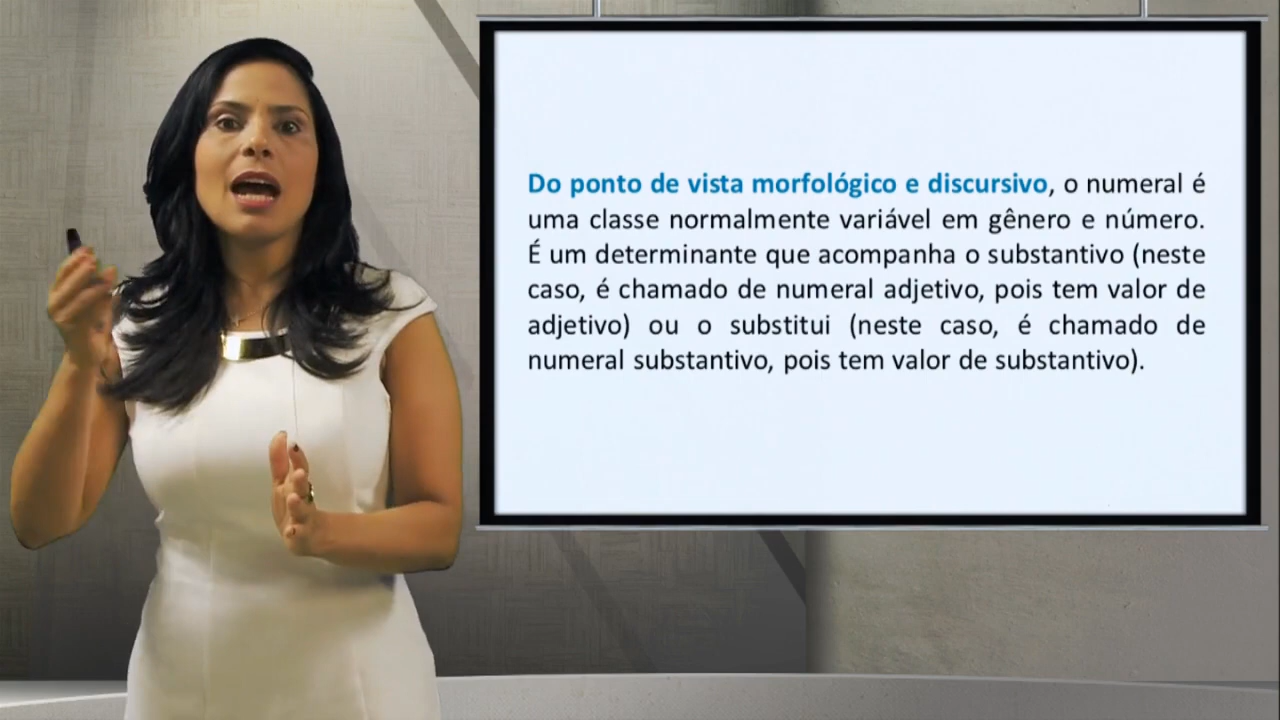 Do ponto de vista morfológico e discursivo, o numeral é
uma classe normalmente variável em gênero e número.
É um determinante que acompanha o substantivo (neste
caso, é chamado de numeral adjetivo, pois tem valor de
adjetivo) ou o substitui (neste caso, é chamado de
numeral substantivo, pois tem valor de substantivo).